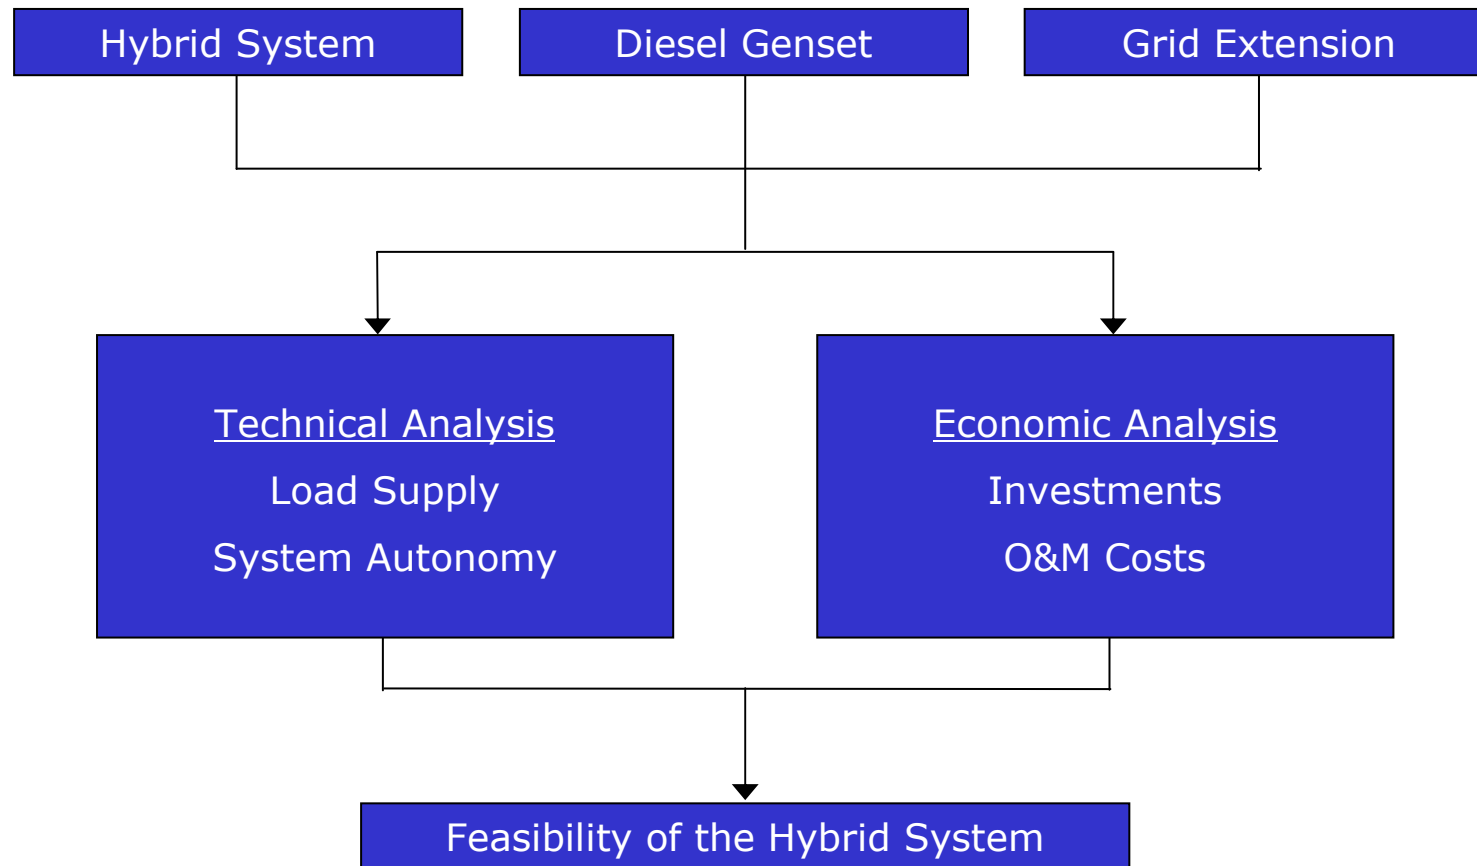 Hybrid System
Diesel Genset
Grid Extension
Technical Analysis
Load Supply
System Autonomy
Economic Analysis
Investments
O&M Costs
Feasibility of the Hybrid System